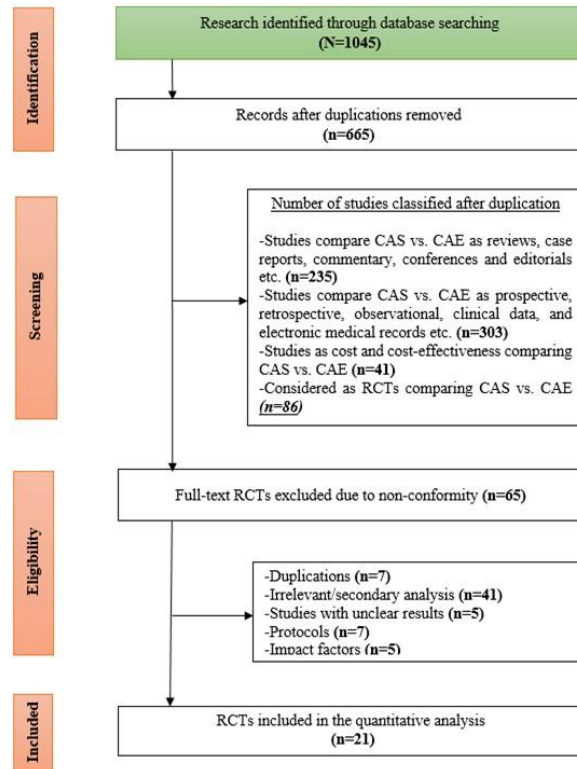 Identification
Research identified through database searching
(N=1045)
Records after duplications removed
(n=665)
Screening
Number of studies classified after duplication
-Studies compare CAS vs. CAE as reviews, case
reports, commentary, conferences and editorials
etc. (n=235)
-Studies compare CAS vs. CAE as prospective,
retrospective, observational, clinical data, and
electronic medical records etc. (n=303)
-Studies as cost and cost-effectiveness comparing
CAS vs. CAE (n=41)
-Considered as RCTs comparing CAS vs. CAE
(n=86)
Eligibility
Full-text RCTs excluded due to non-conformity (n=65)
-Duplications (n=7)
-Irrelevant/secondary analysis (n=41)
-Studies with unclear results (n=5)
-Protocols (n=7)
-Impact factors (n=5)
Included
RCTs included in the quantitative analysis
(n=21)